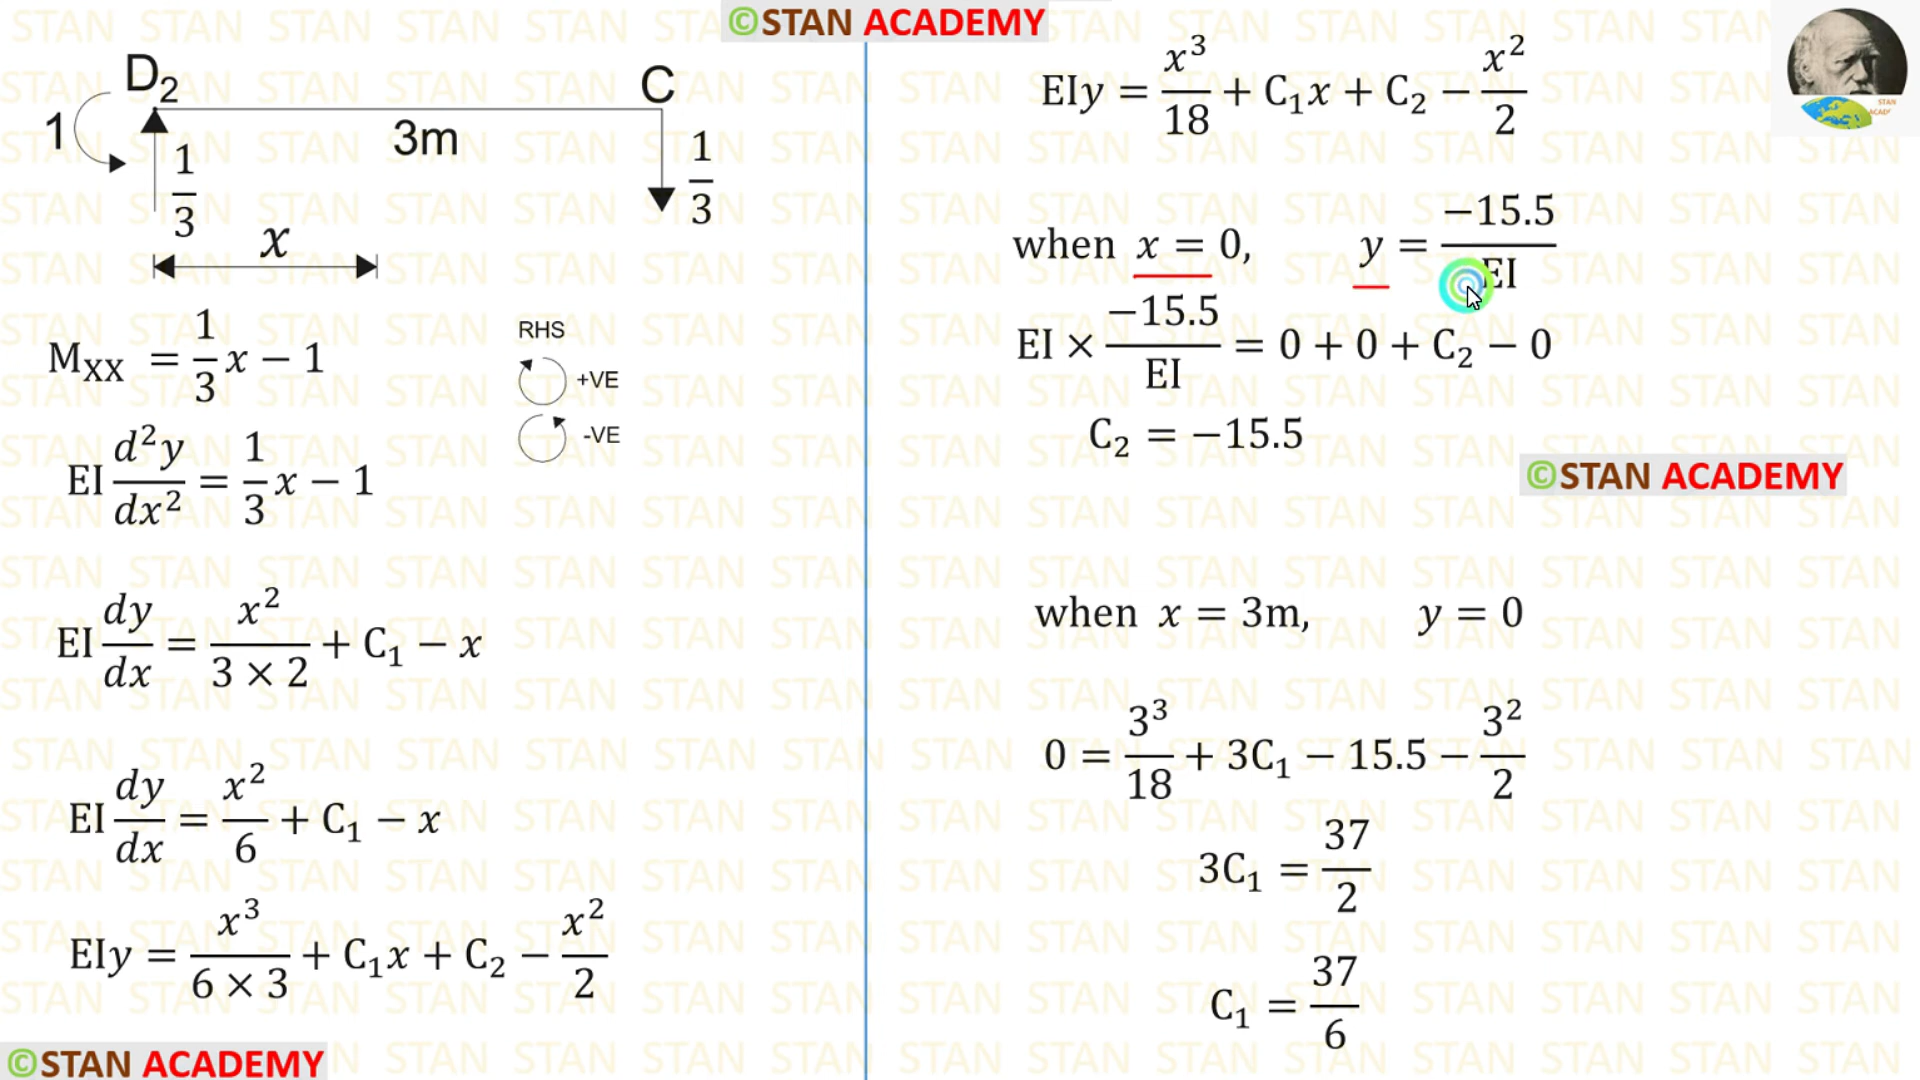 ©STAN ACADEMY
D₂ C
1 3m
1/3 1/3
x
M_XX = 1/3 x − 1
RHS
+VE
-VE
EI d²y/dx² = 1/3 x − 1
EI dy/dx = x²/(3 × 2) + C₁ − x
EI dy/dx = x²/6 + C₁ − x
EIy = x³/(6 × 3) + C₁x + C₂ − x²/2
©STAN ACADEMY
EIy = x³/18 + C₁x + C₂ − x²/2
STAN
ACADY
when x = 0, y = −15.5/EI
EI × −15.5/EI = 0 + 0 + C₂ − 0
C₂ = −15.5
©STAN ACADEMY
when x = 3m, y = 0
0 = 3³/18 + 3C₁ − 15.5 − 3²/2
3C₁ = 37/2
C₁ = 37/6